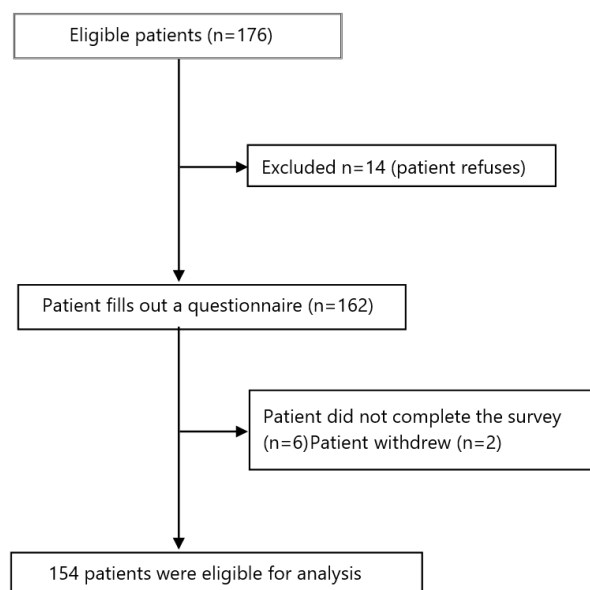 Eligible patients (n=176)
Excluded n=14 (patient refuses)
Patient fills out a questionnaire (n=162)
Patient did not complete the survey
(n=6)Patient withdrew (n=2)
154 patients were eligible for analysis